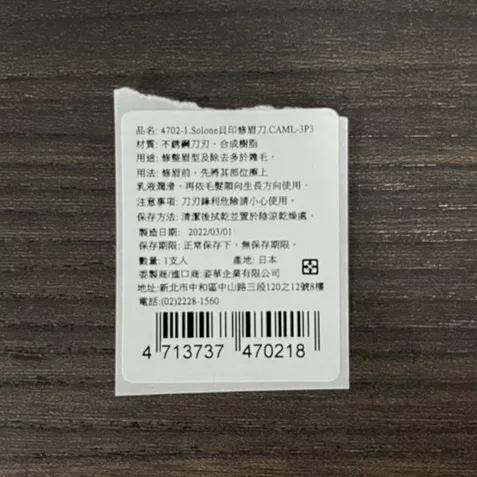 品名: 4702-1.Solone貝印修眉刀.CAML-3P3
材質: 不銹鋼刀刃、合成樹脂
用途: 修整眉型及除去多於雜毛。
用法: 修眉前，先將其部位擦上
乳液潤滑，再依毛髮順向生長方向使用。
注意事項: 刀刃鋒利危險請小心使用。
保存方法: 清潔後拭乾並置於陰涼乾燥處。
製造日期: 2022/03/01
保存期限: 正常保存下，無保存期限。
數量: 1支入 產地: 日本
委製商/進口商:姿華企業有限公司
地址:新北市中和區中山路三段120之12號8樓
電話:(02)2228-1560
4 713737 470218